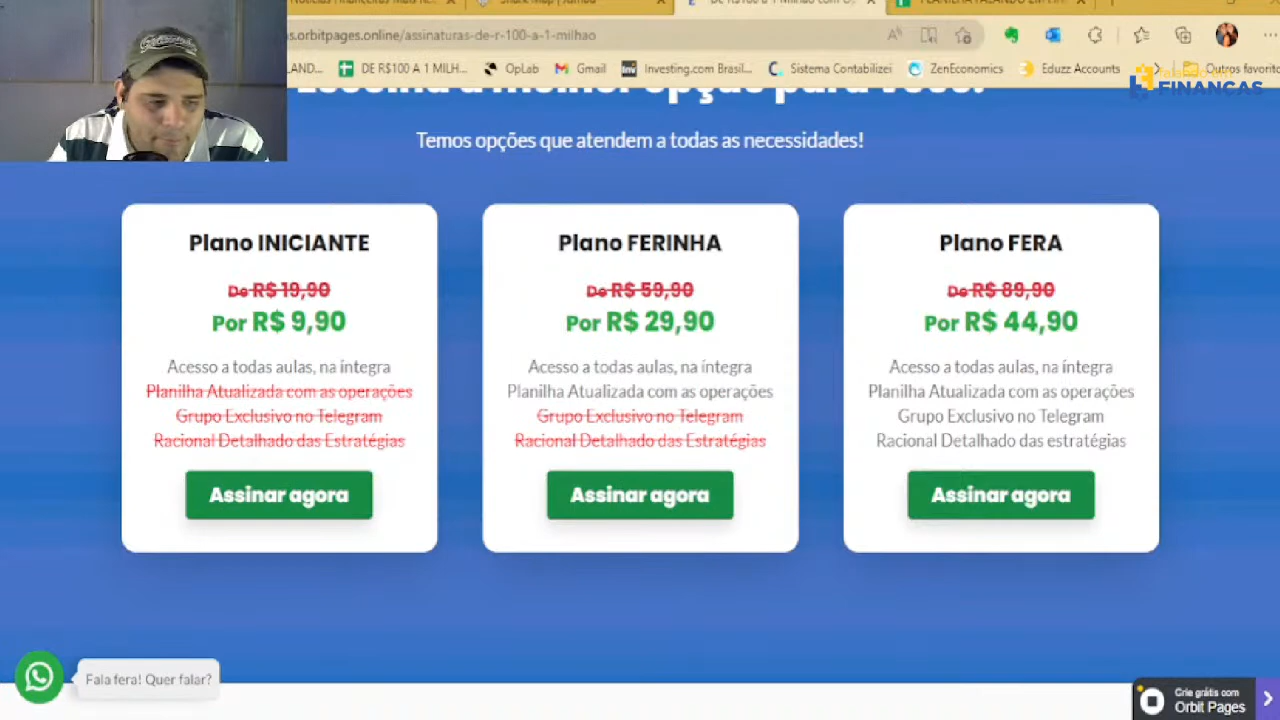 .orbitpages.online/assinaturas-de-r-100-a-1-milhao
LAND... DE R$100 A 1 MILH... OpLab Gmail Investing.com Brasil... Sistema Contabilizei ZenEconomics Eduzz Accounts Outros favorito
FINANÇAS
Escolha a melhor opção para você!
Temos opções que atendem a todas as necessidades!
Plano INICIANTE
De R$ 19,90
Por R$ 9,90
Acesso a todas aulas, na íntegra
Planilha Atualizada com as operações
Grupo Exclusivo no Telegram
Racional Detalhado das Estratégias
Assinar agora
Plano FERINHA
De R$ 59,90
Por R$ 29,90
Acesso a todas aulas, na íntegra
Planilha Atualizada com as operações
Grupo Exclusivo no Telegram
Racional Detalhado das Estratégias
Assinar agora
Plano FERA
De R$ 89,90
Por R$ 44,90
Acesso a todas aulas, na íntegra
Planilha Atualizada com as operações
Grupo Exclusivo no Telegram
Racional Detalhado das estratégias
Assinar agora
Fala fera! Quer falar?
Crie grátis com
Orbit Pages